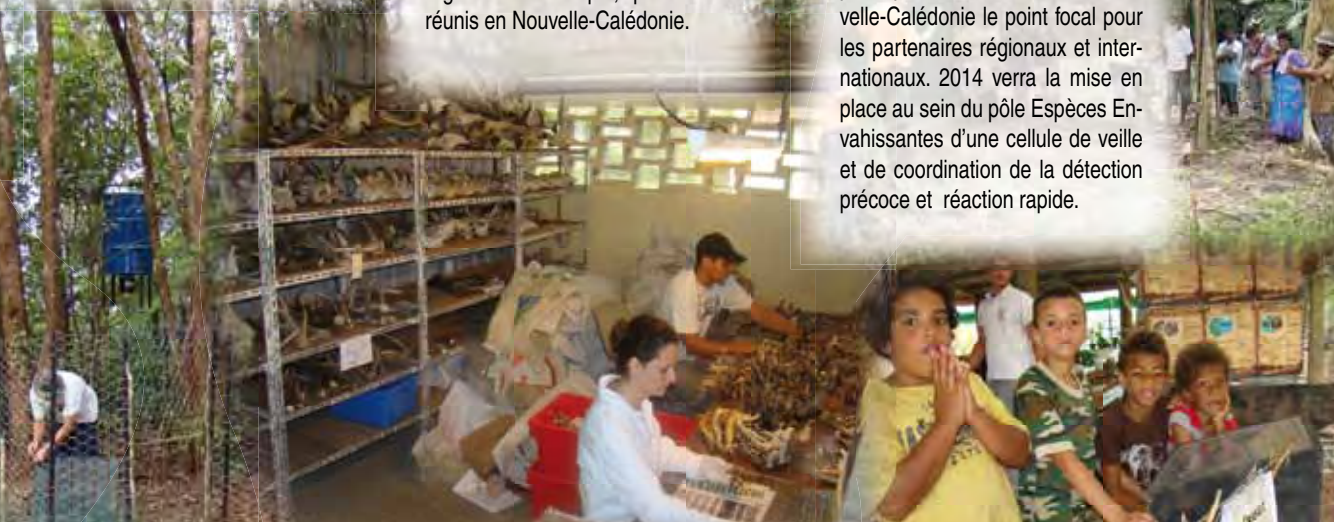 réunis en Nouvelle-Calédonie.
velle-Calédonie le point focal pour
les partenaires régionaux et inter-
nationaux. 2014 verra la mise en
place au sein du pôle Espèces En-
vahissantes d’une cellule de veille
et de coordination de la détection
précoce et réaction rapide.